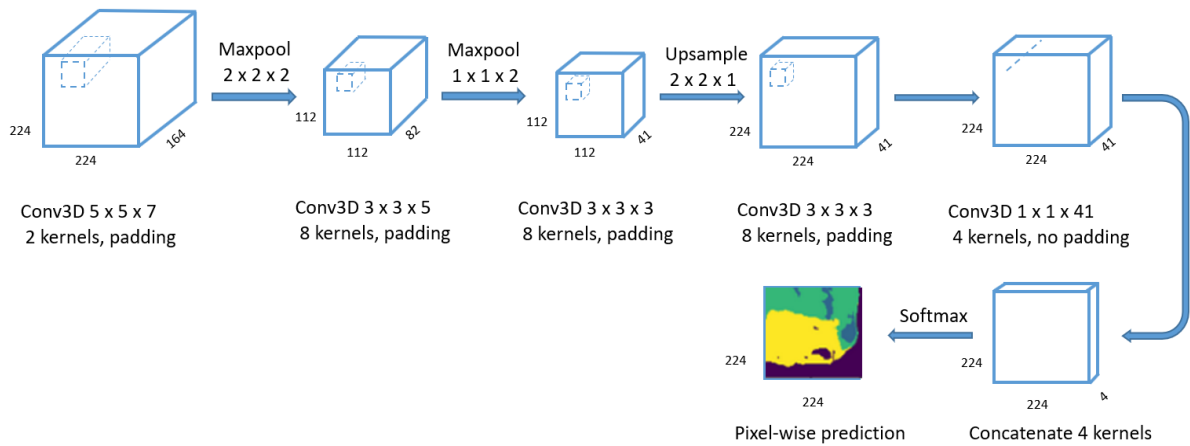 Maxpool
2 x 2 x 2
Maxpool
1 x 1 x 2
Upsample
2 x 2 x 1
224
224
164
112
112
82
112
112
41
224
224
41
224
224
41
Conv3D 5 x 5 x 7
2 kernels, padding
Conv3D 3 x 3 x 5
8 kernels, padding
Conv3D 3 x 3 x 3
8 kernels, padding
Conv3D 3 x 3 x 3
8 kernels, padding
Conv3D 1 x 1 x 41
4 kernels, no padding
Softmax
224
224
Pixel-wise prediction
224
224
4
Concatenate 4 kernels